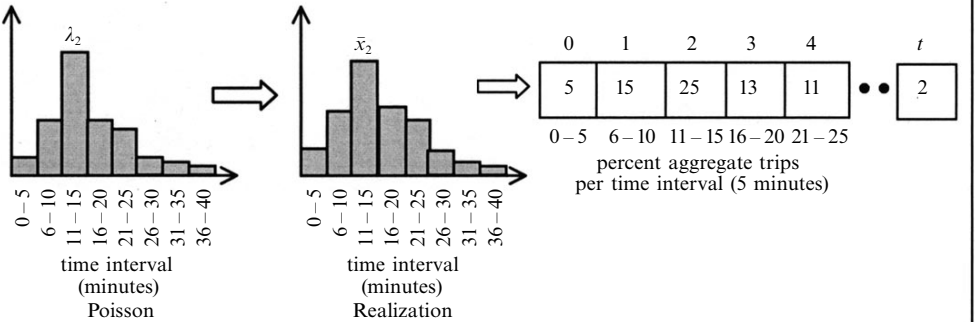 λ₂
0 – 5
6 – 10
11 – 15
16 – 20
21 – 25
26 – 30
31 – 35
36 – 40
time interval
(minutes)
Poisson
x̄₂
0 – 5
6 – 10
11 – 15
16 – 20
21 – 25
26 – 30
31 – 35
36 – 40
time interval
(minutes)
Realization
0 1 2 3 4 t
5 15 25 13 11 •• 2
0 – 5 6 – 10 11 – 15 16 – 20 21 – 25
percent aggregate trips
per time interval (5 minutes)